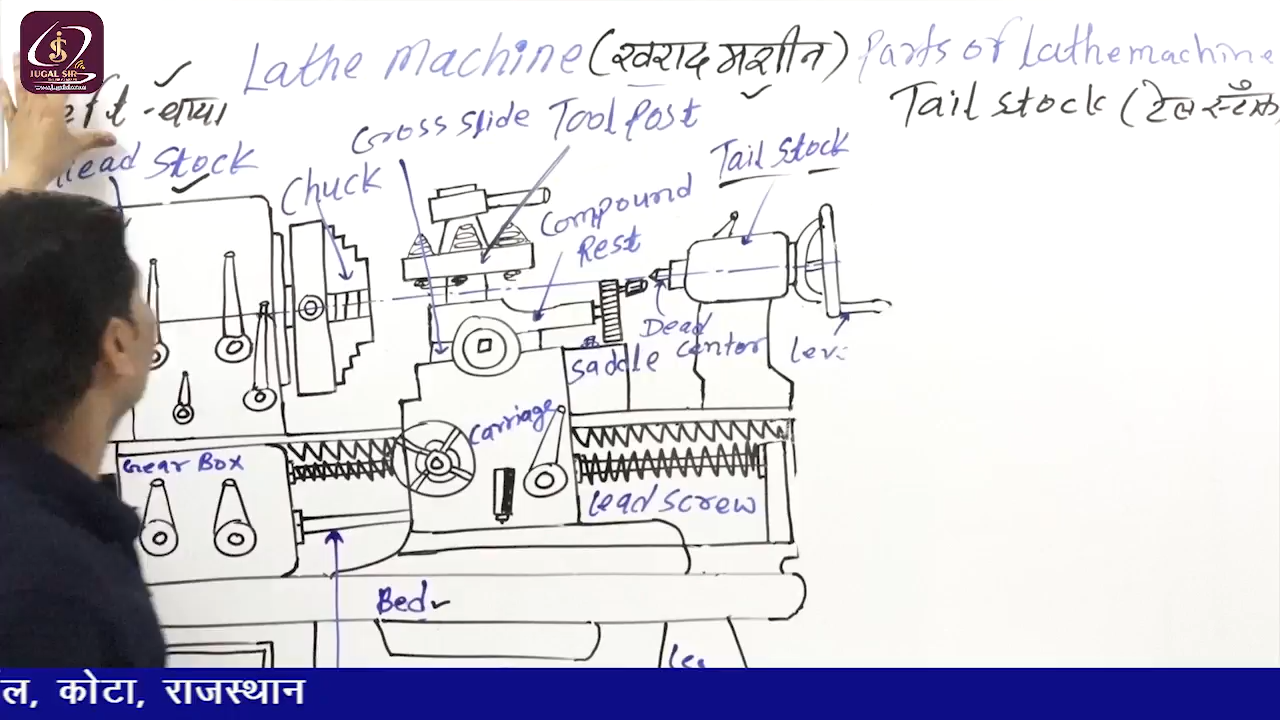 JUGAL SIR
Lathe Machine (खराद मशीन) Parts of Lathe machine
eft - बाया
Tail stock (टेल स्टॉक
Head Stock
Chuck
Cross slide
Tool Post
Tail stock
Compound
Rest
Dead
centor
Saddle
Carriage
Gear Box
Lead Screw
Bed
ल, कोटा, राजस्थान